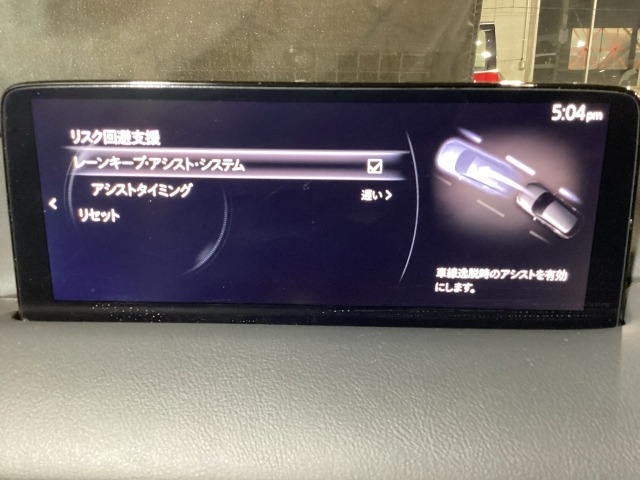 5:04pm
リスク回避支援
レーンキープ・アシスト・システム
アシストタイミング 遅い
リセット
車線逸脱時のアシストを有効
にします。